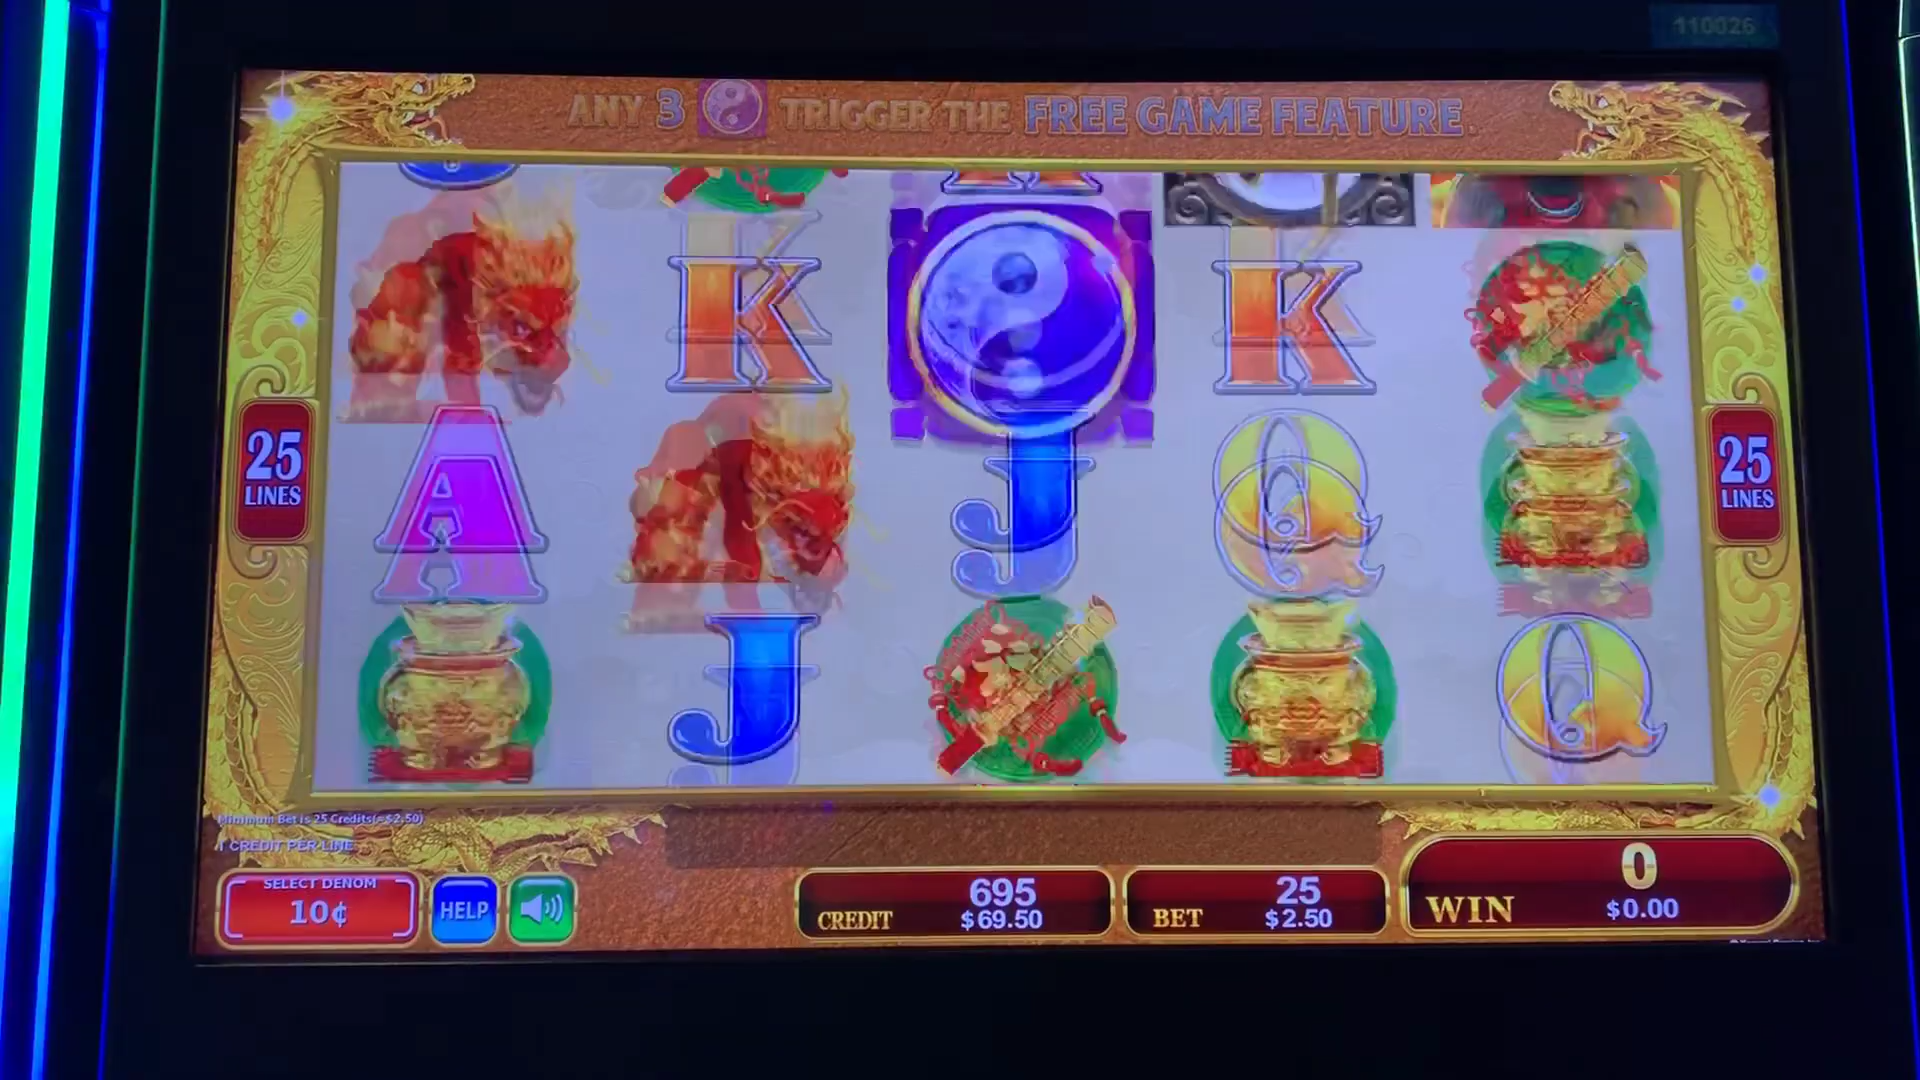 110026
ANY 3 TRIGGER THE FREE GAME FEATURE.
K
K
K
25
LINES
A
J
Q
25
LINES
J
Q
Minimum Bet is 25 Credits(=$2.50)
1 CREDIT PER LINE
SELECT DENOM
10¢
HELP
CREDIT
695
$69.50
BET
25
$2.50
WIN
0
$0.00